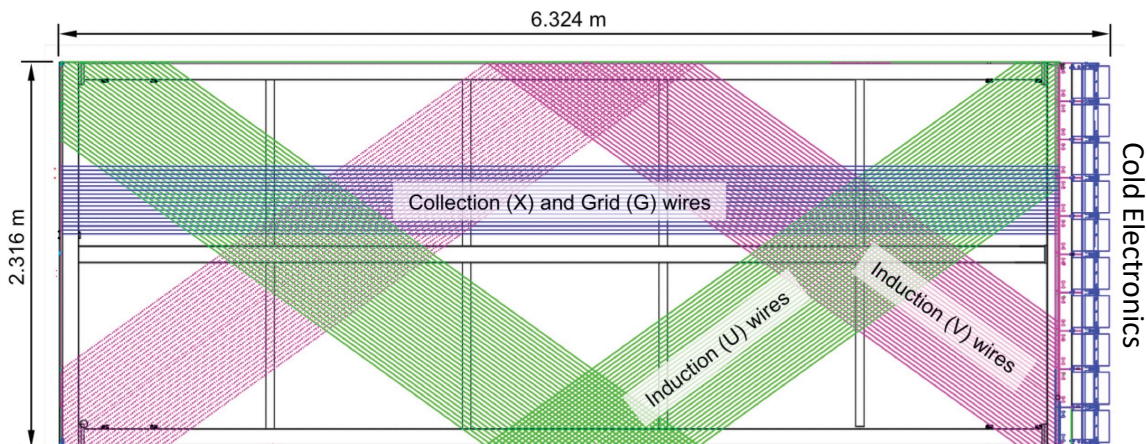 6.324 m
2.316 m
Collection (X) and Grid (G) wires
Induction (U) wires
Induction (V) wires
Cold Electronics